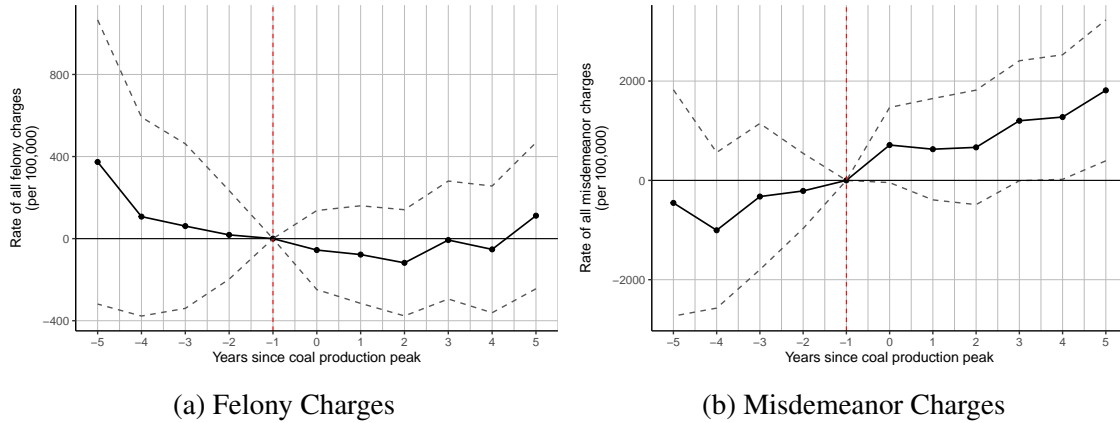 Rate of all felony charges
(per 100,000)
800
400
0
−400
−5 −4 −3 −2 −1 0 1 2 3 4 5
Years since coal production peak
(a) Felony Charges
Rate of all misdemeanor charges
(per 100,000)
2000
0
−2000
−5 −4 −3 −2 −1 0 1 2 3 4 5
Years since coal production peak
(b) Misdemeanor Charges